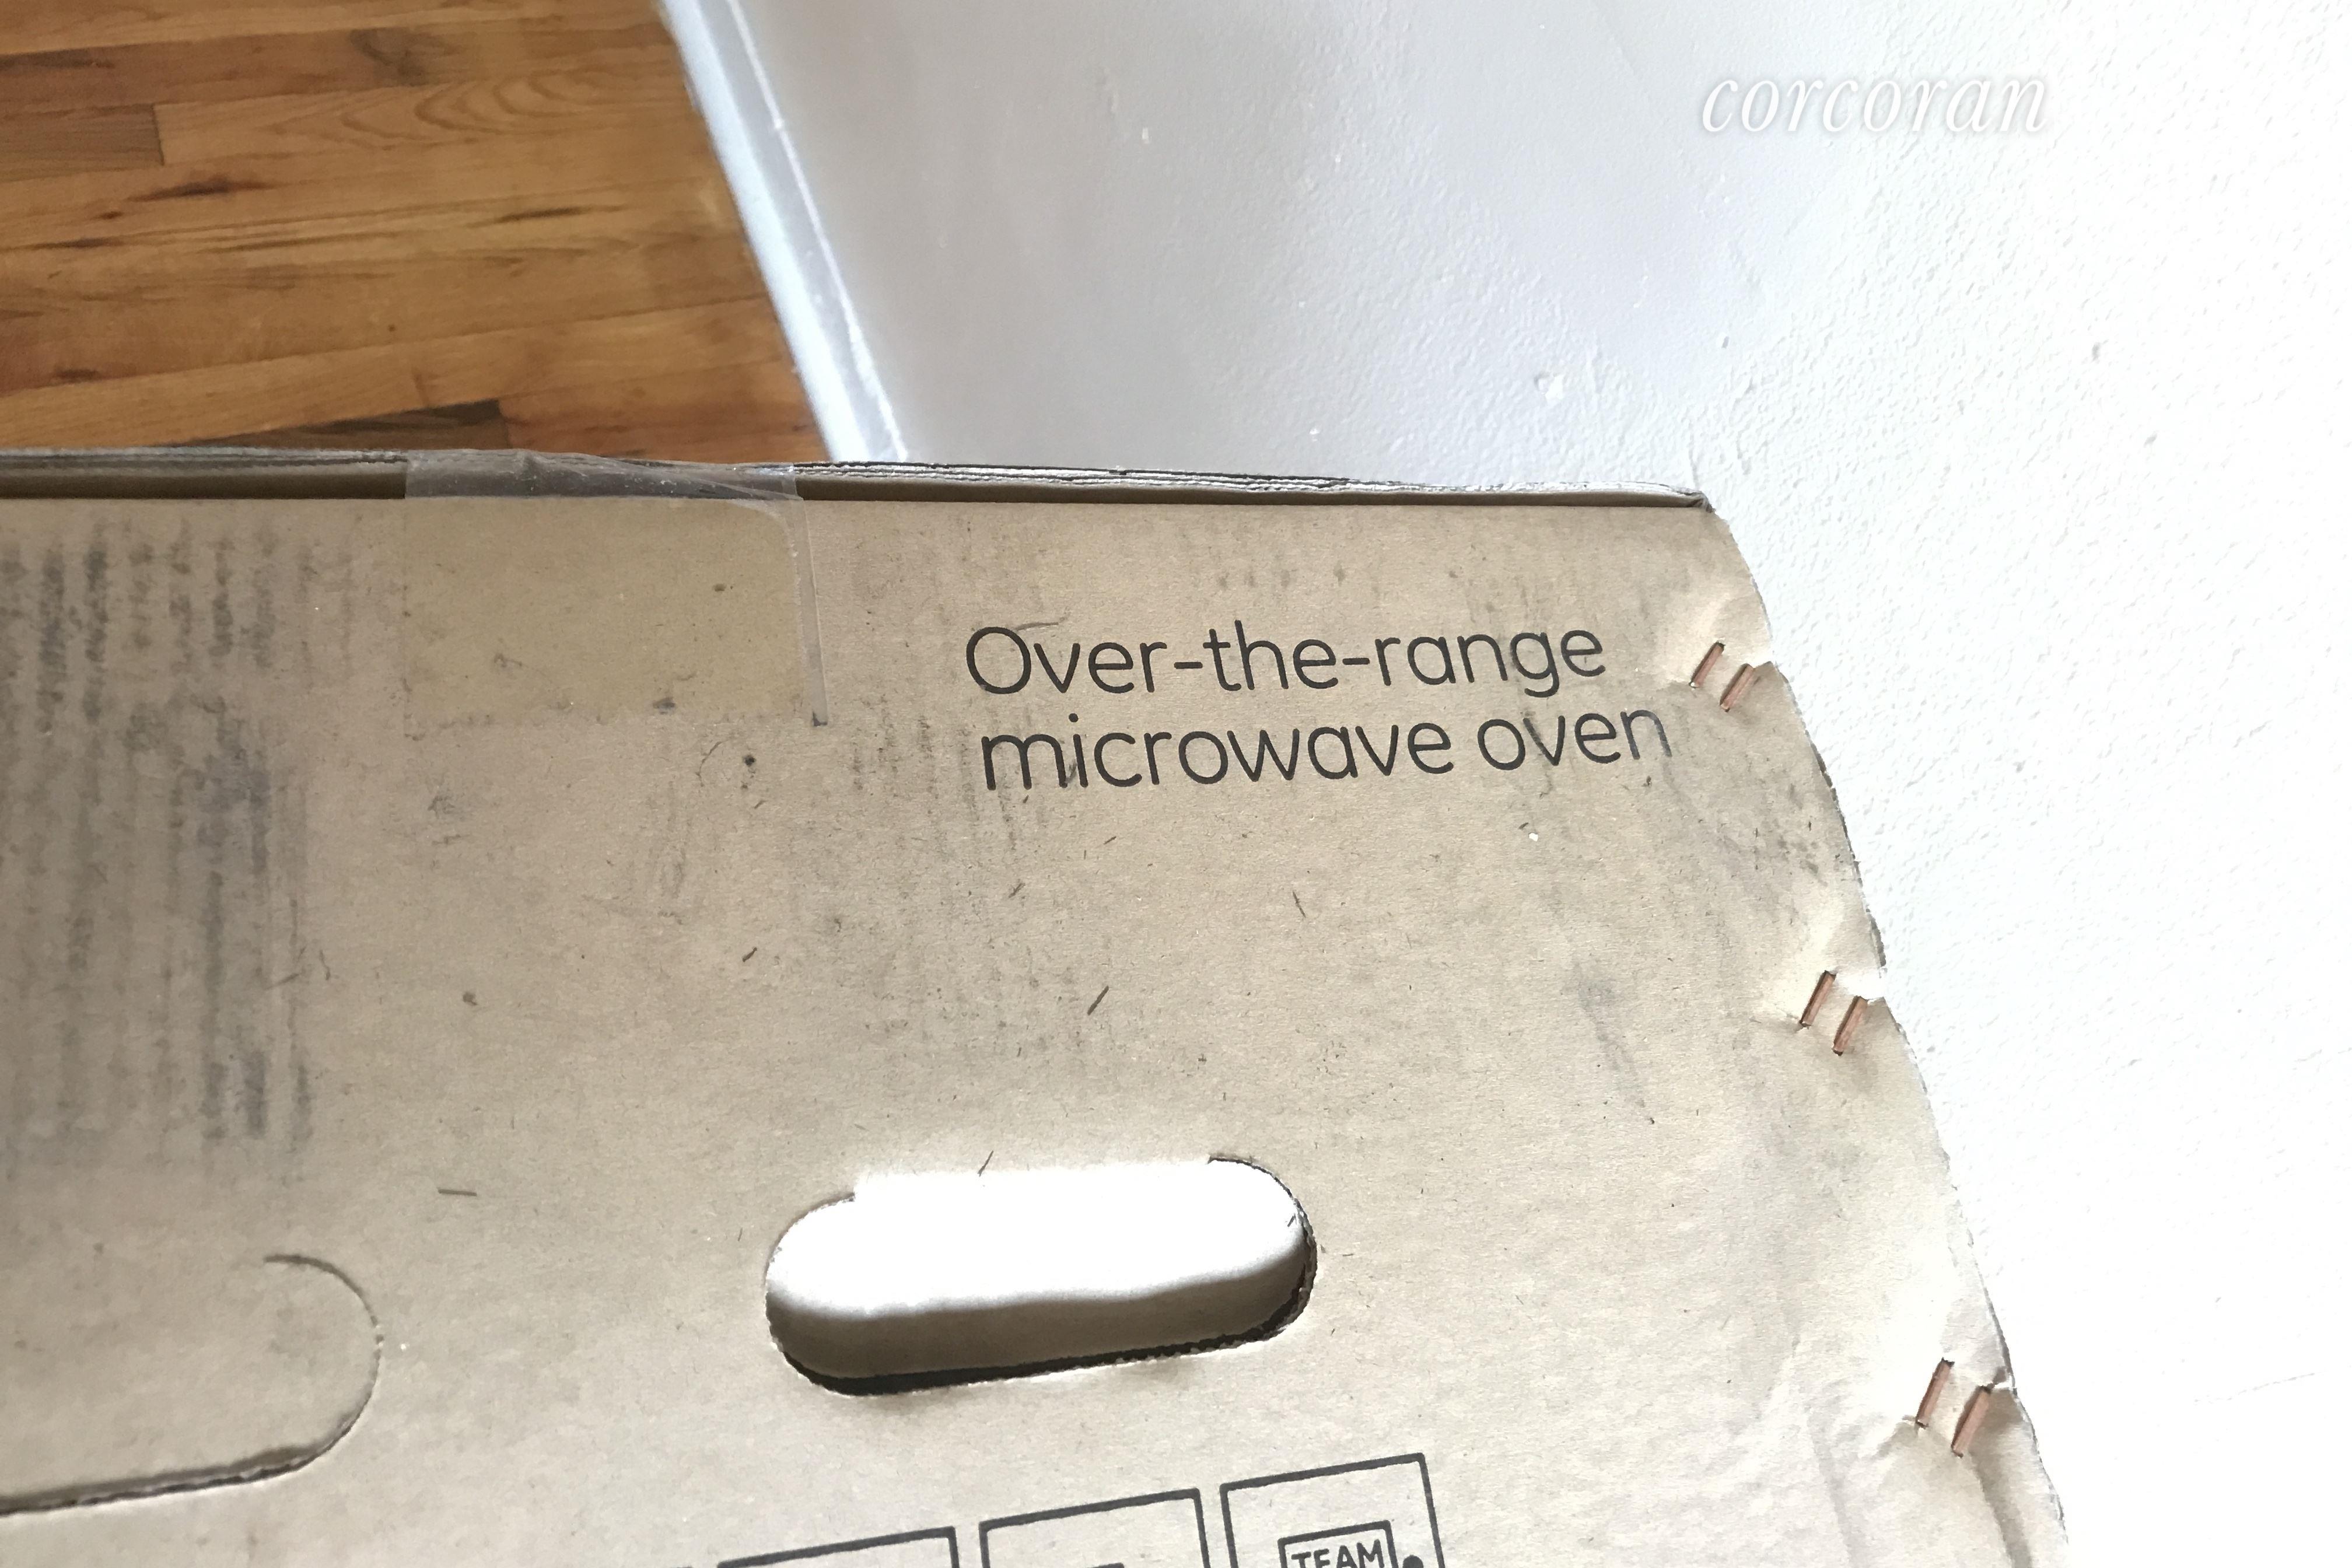 corcoran
Over-the-range
microwave oven
TEAM